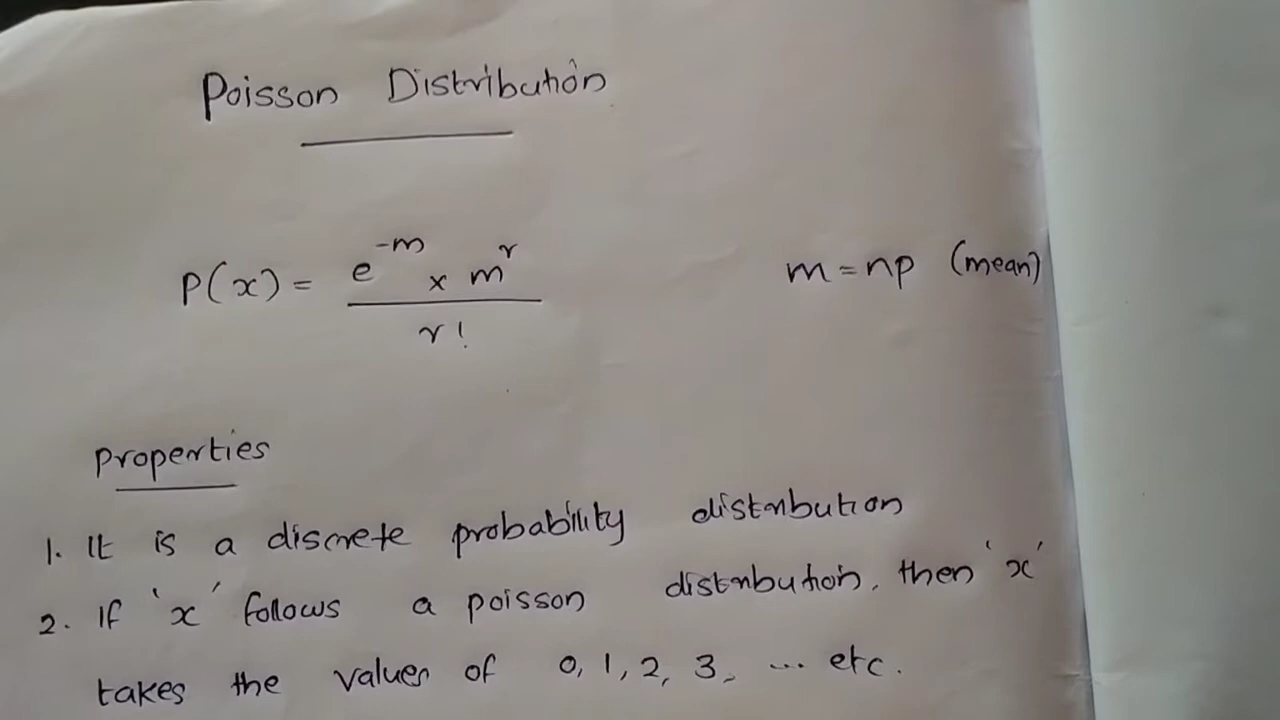 Poisson Distribution
P(x) = e^-m × m^r / r!
m = np (mean)
Properties
1. It is a discrete probability distribution
2. If 'x' follows a poisson distribution, then 'x'
takes the values of 0, 1, 2, 3, ... etc.